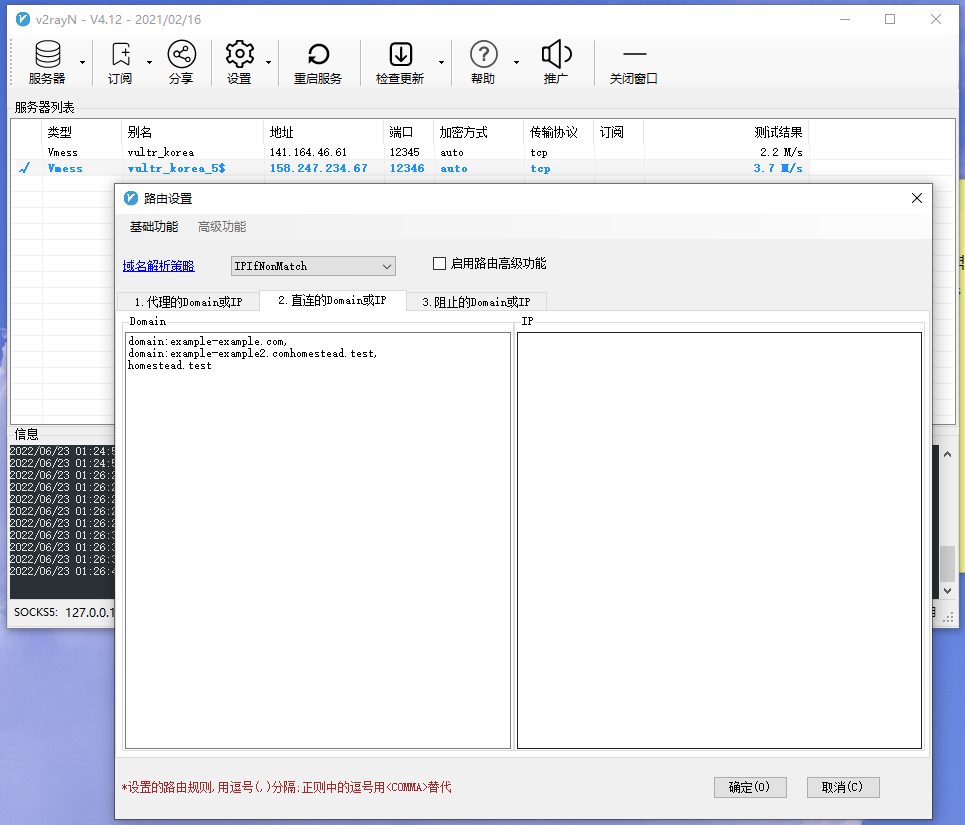 v2rayN - V4.12 - 2021/02/16
服务器 订阅 分享 设置 重启服务 检查更新 帮助 推广 关闭窗口
服务器列表
类型 别名 地址 端口 加密方式 传输协议 订阅 测试结果
Vmess vultr_korea 141.164.46.61 12345 auto tcp 2.2 M/s
Vmess vultr_korea_5$ 158.247.234.67 12346 auto tcp 3.7 M/s
路由设置
基础功能 高级功能
域名解析策略 IPIfNonMatch 启用路由高级功能
1.代理的Domain或IP 2.直连的Domain或IP 3.阻止的Domain或IP
Domain IP
domain:example-example.com,
domain:example-example2.comhomestead.test,
homestead.test
信息
2022/06/23 01:24:5
2022/06/23 01:24:5
2022/06/23 01:26:2
2022/06/23 01:26:2
2022/06/23 01:26:2
2022/06/23 01:26:2
2022/06/23 01:26:2
2022/06/23 01:26:3
2022/06/23 01:26:3
2022/06/23 01:26:3
2022/06/23 01:26:4
SOCKS5: 127.0.0.1
*设置的路由规则,用逗号(,)分隔;正则中的逗号用<COMMA>替代
确定(O) 取消(C)